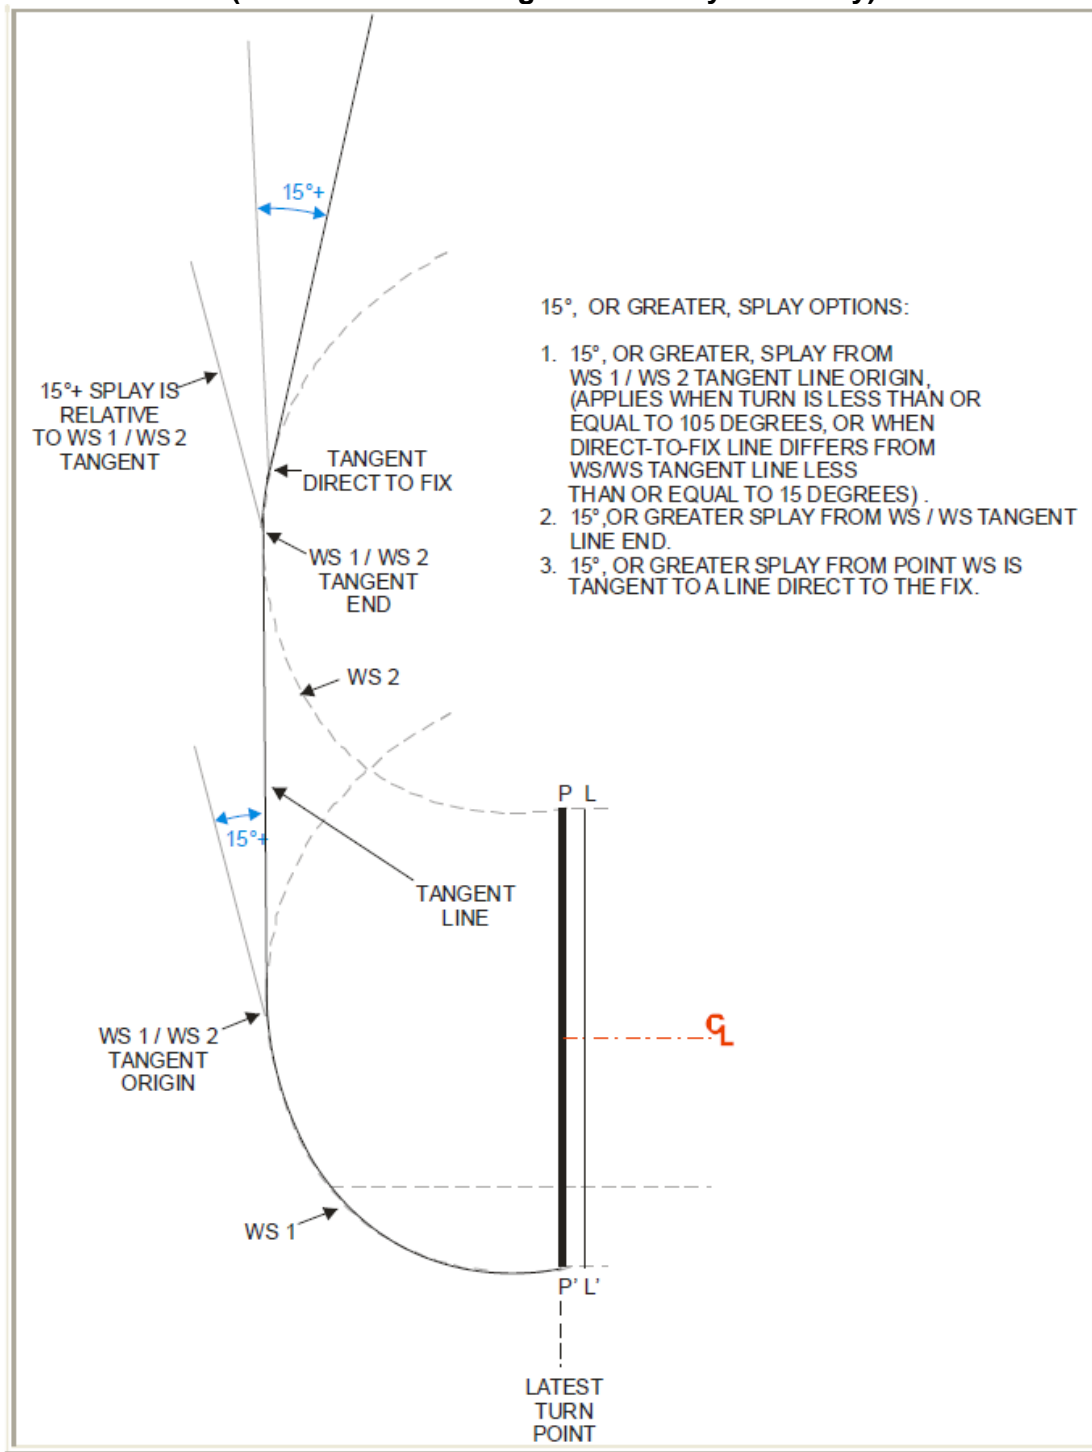 15°+
15°, OR GREATER, SPLAY OPTIONS:
1. 15°, OR GREATER, SPLAY FROM
WS 1 / WS 2 TANGENT LINE ORIGIN,
(APPLIES WHEN TURN IS LESS THAN OR
EQUAL TO 105 DEGREES, OR WHEN
DIRECT-TO-FIX LINE DIFFERS FROM
WS/WS TANGENT LINE LESS
THAN OR EQUAL TO 15 DEGREES) .
2. 15°,OR GREATER SPLAY FROM WS / WS TANGENT
LINE END.
3. 15°, OR GREATER SPLAY FROM POINT WS IS
TANGENT TO A LINE DIRECT TO THE FIX.
15°+ SPLAY IS
RELATIVE
TO WS 1 / WS 2
TANGENT
TANGENT
DIRECT TO FIX
WS 1 / WS 2
TANGENT
END
WS 2
P L
15°+
TANGENT
LINE
CL
WS 1 / WS 2
TANGENT
ORIGIN
WS 1
P' L'
LATEST
TURN
POINT